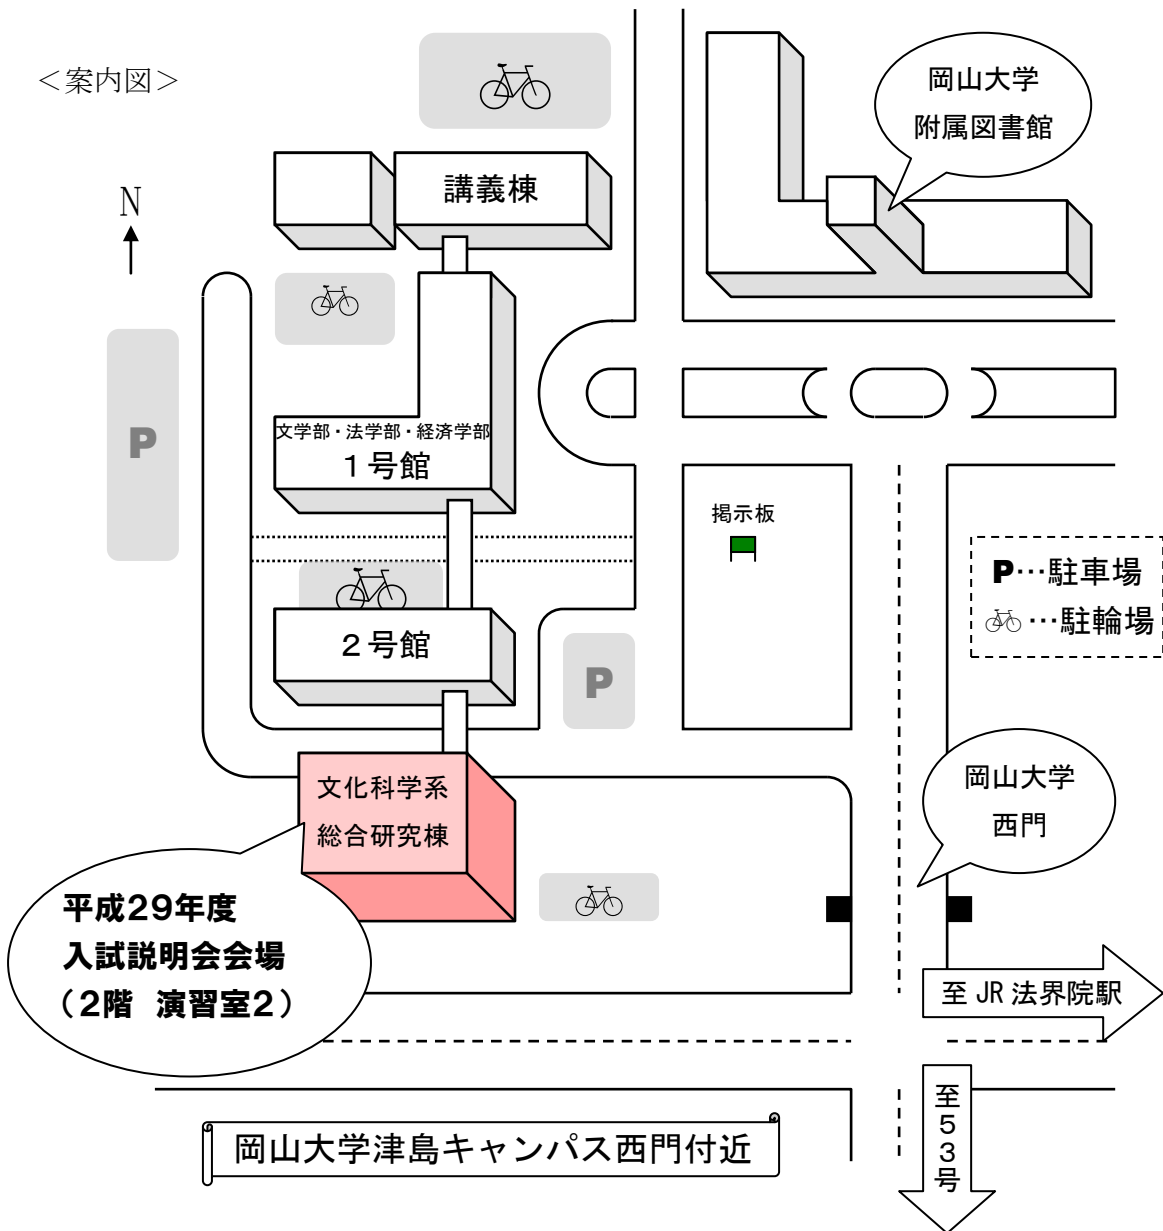 ＜案内図＞
岡山大学
附属図書館
講義棟
N
P
文学部・法学部・経済学部
１号館
掲示板
P…駐車場
…駐輪場
２号館
P
文化科学系
総合研究棟
岡山大学
西門
平成29年度
入試説明会会場
（2階 演習室2）
至 JR 法界院駅
至５３号
岡山大学津島キャンパス西門付近